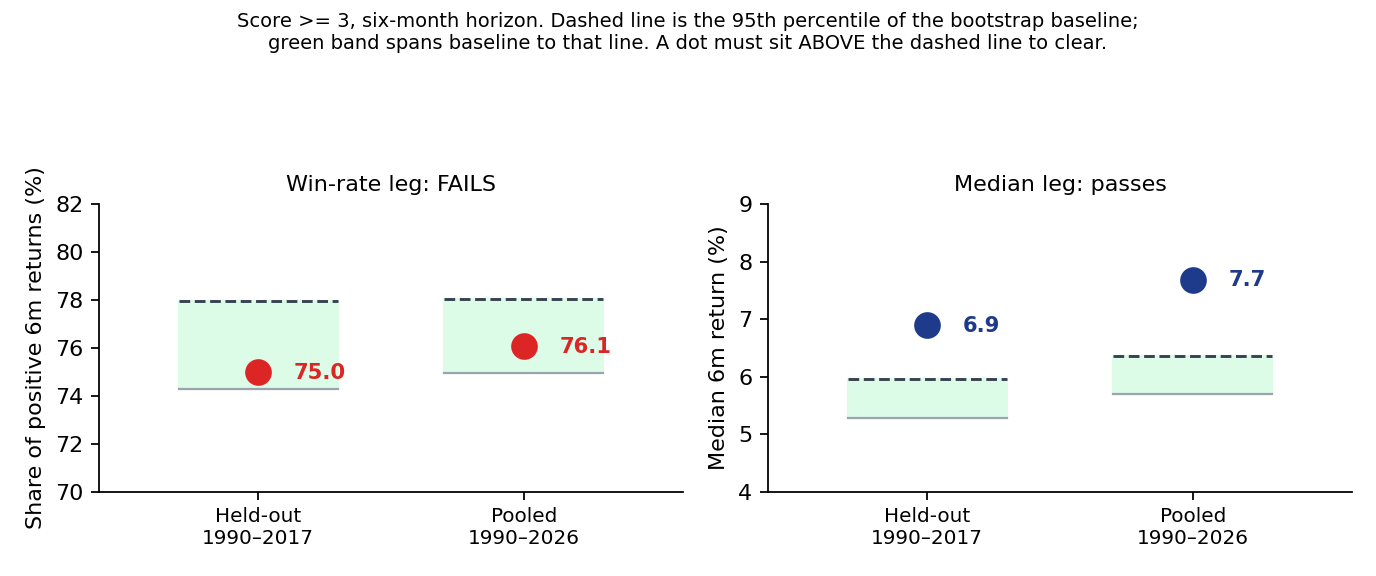 Score >= 3, six-month horizon. Dashed line is the 95th percentile of the bootstrap baseline;
green band spans baseline to that line. A dot must sit ABOVE the dashed line to clear.
Win-rate leg: FAILS
Share of positive 6m returns (%)
82
80
78
76
74
72
70
75.0
76.1
Held-out
1990–2017
Pooled
1990–2026
Median leg: passes
Median 6m return (%)
9
8
7
6
5
4
6.9
7.7
Held-out
1990–2017
Pooled
1990–2026